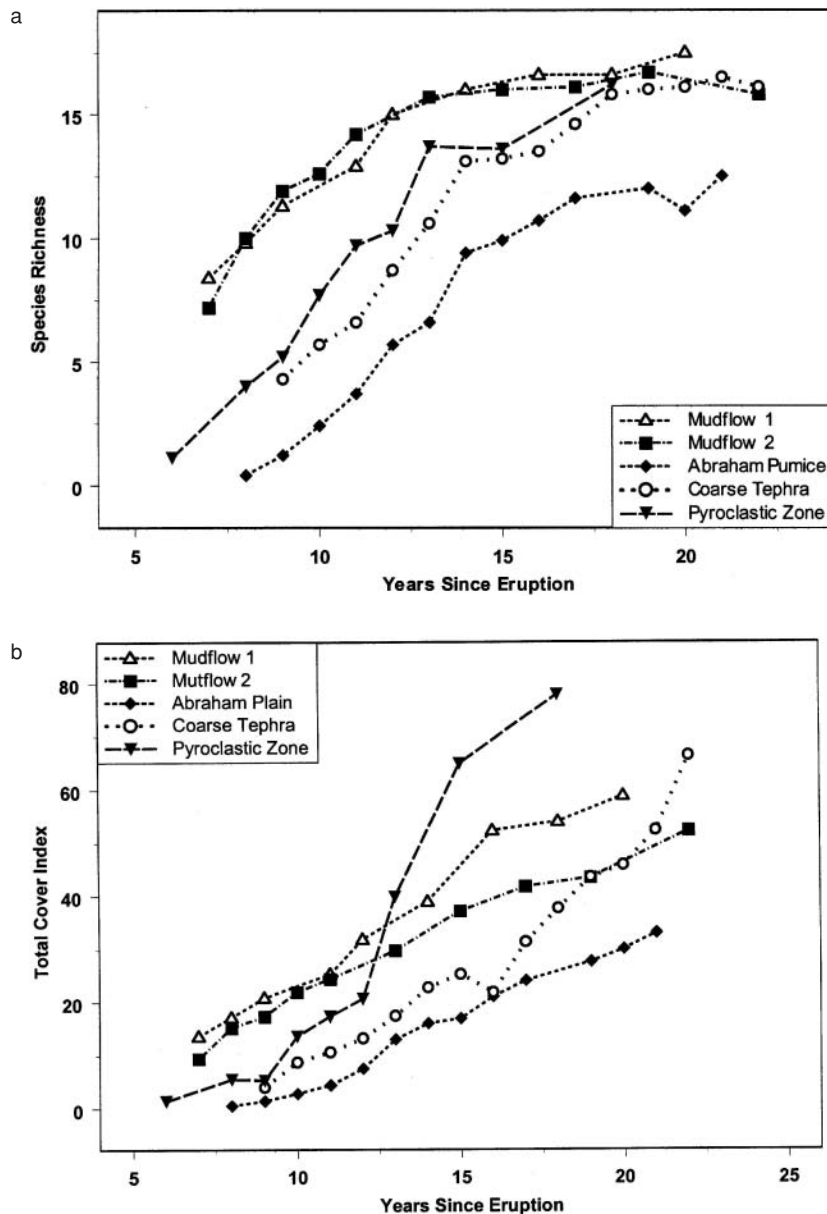 a
15
10
5
0
Species Richness
Mudflow 1
Mudflow 2
Abraham Pumice
Coarse Tephra
Pyroclastic Zone
5 10 15 20
Years Since Eruption
b
Mudflow 1
Mutflow 2
Abraham Plain
Coarse Tephra
Pyroclastic Zone
80
60
40
20
0
Total Cover Index
5 10 15 20 25
Years Since Eruption